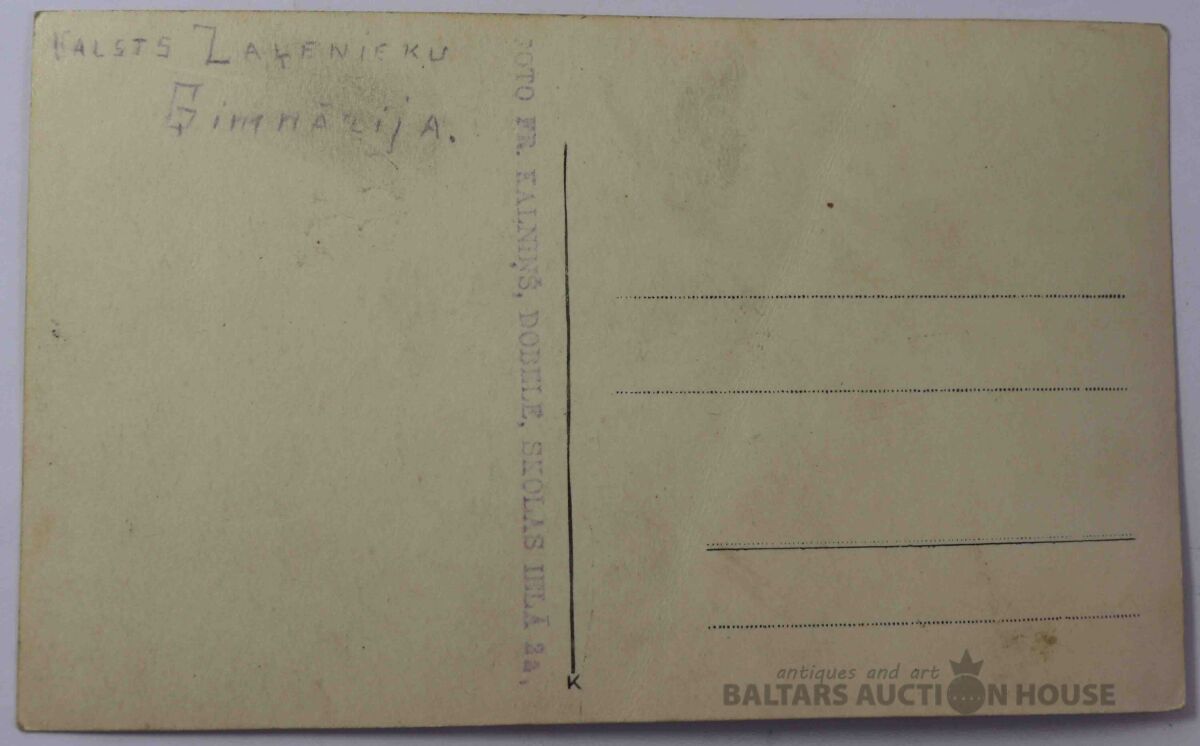 Valsts Zaļenieku
Ģimnāzija.
FOTO FR. KALNIŅŠ, DOBELE, SKOLAS IELĀ 2a,
K
antiques and art
BALTARS AUCTION HOUSE